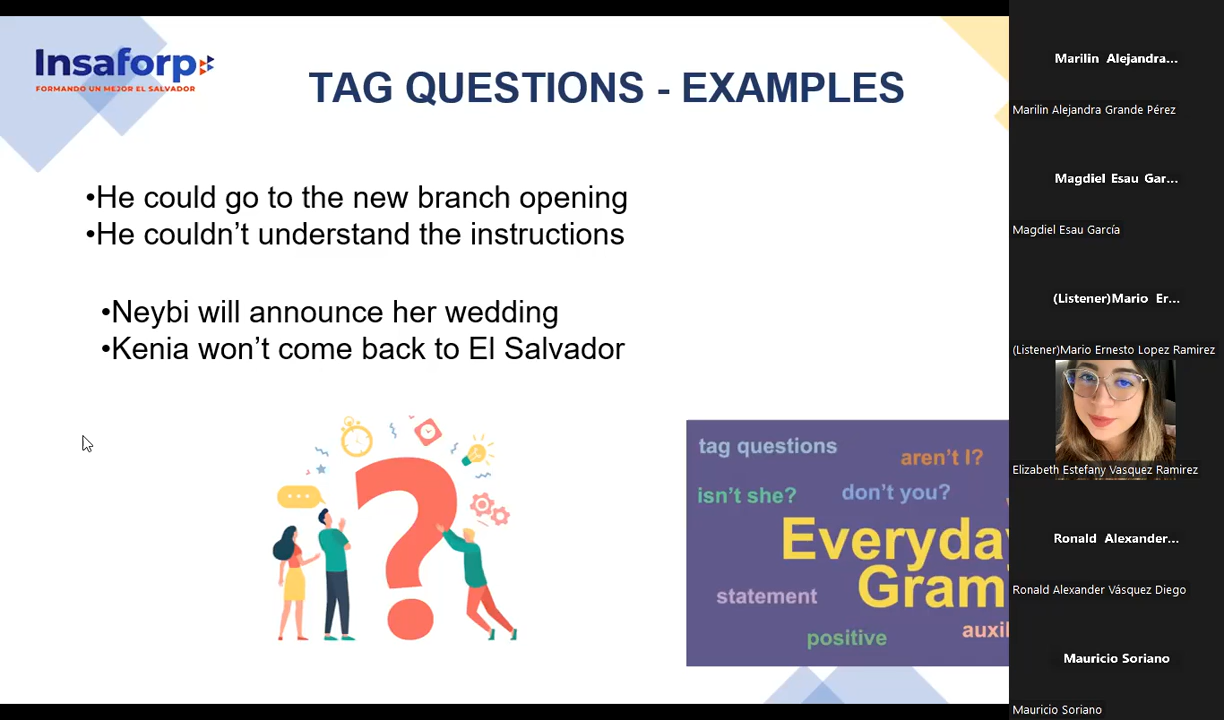 Insaforp
FORMANDO UN MEJOR EL SALVADOR
TAG QUESTIONS - EXAMPLES
•He could go to the new branch opening
•He couldn’t understand the instructions
•Neybi will announce her wedding
•Kenia won’t come back to El Salvador
tag questions
aren’t I?
isn’t she?
don’t you?
Everyday
Gram
statement
positive
auxil
Marilin Alejandra...
Marilin Alejandra Grande Pérez
Magdiel Esau Gar...
Magdiel Esau García
(Listener)Mario Er...
(Listener)Mario Ernesto Lopez Ramirez
Elizabeth Estefany Vasquez Ramirez
Ronald Alexander...
Ronald Alexander Vásquez Diego
Mauricio Soriano
Mauricio Soriano